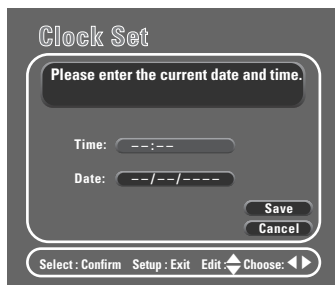 Clock Set
Please enter the current date and time.
Time: --:--
Date: --/--/----
Save
Cancel
Select : Confirm Setup : Exit Edit : Choose: